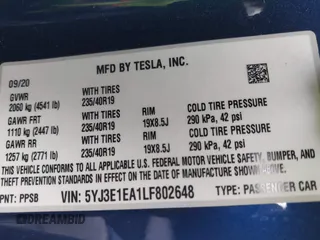 MFD BY TESLA, INC.
09/20
GVWR
2060 kg (4541 lb)
WITH TIRES
235/40R19
GAWR FRT
1110 kg (2447 lb)
WITH TIRES
235/40R19
RIM
19X8.5J
COLD TIRE PRESSURE
290 kPa, 42 psi
GAWR RR
1257 kg (2771 lb)
WITH TIRES
235/40R19
RIM
19X8.5J
COLD TIRE PRESSURE
290 kPa, 42 psi
THIS VEHICLE CONFORMS TO ALL APPLICABLE FEDERAL MOTOR VEHICLE SAFETY, BUMPER, AND
THEFT PREVENTION STANDARDS IN EFFECT ON THE DATE OF MANUFACTURE SHOWN ABOVE.
PNT: PPSB
VIN: 5YJ3E1EA1LF802648
TYPE: PASSENGER CAR
DREAMBID